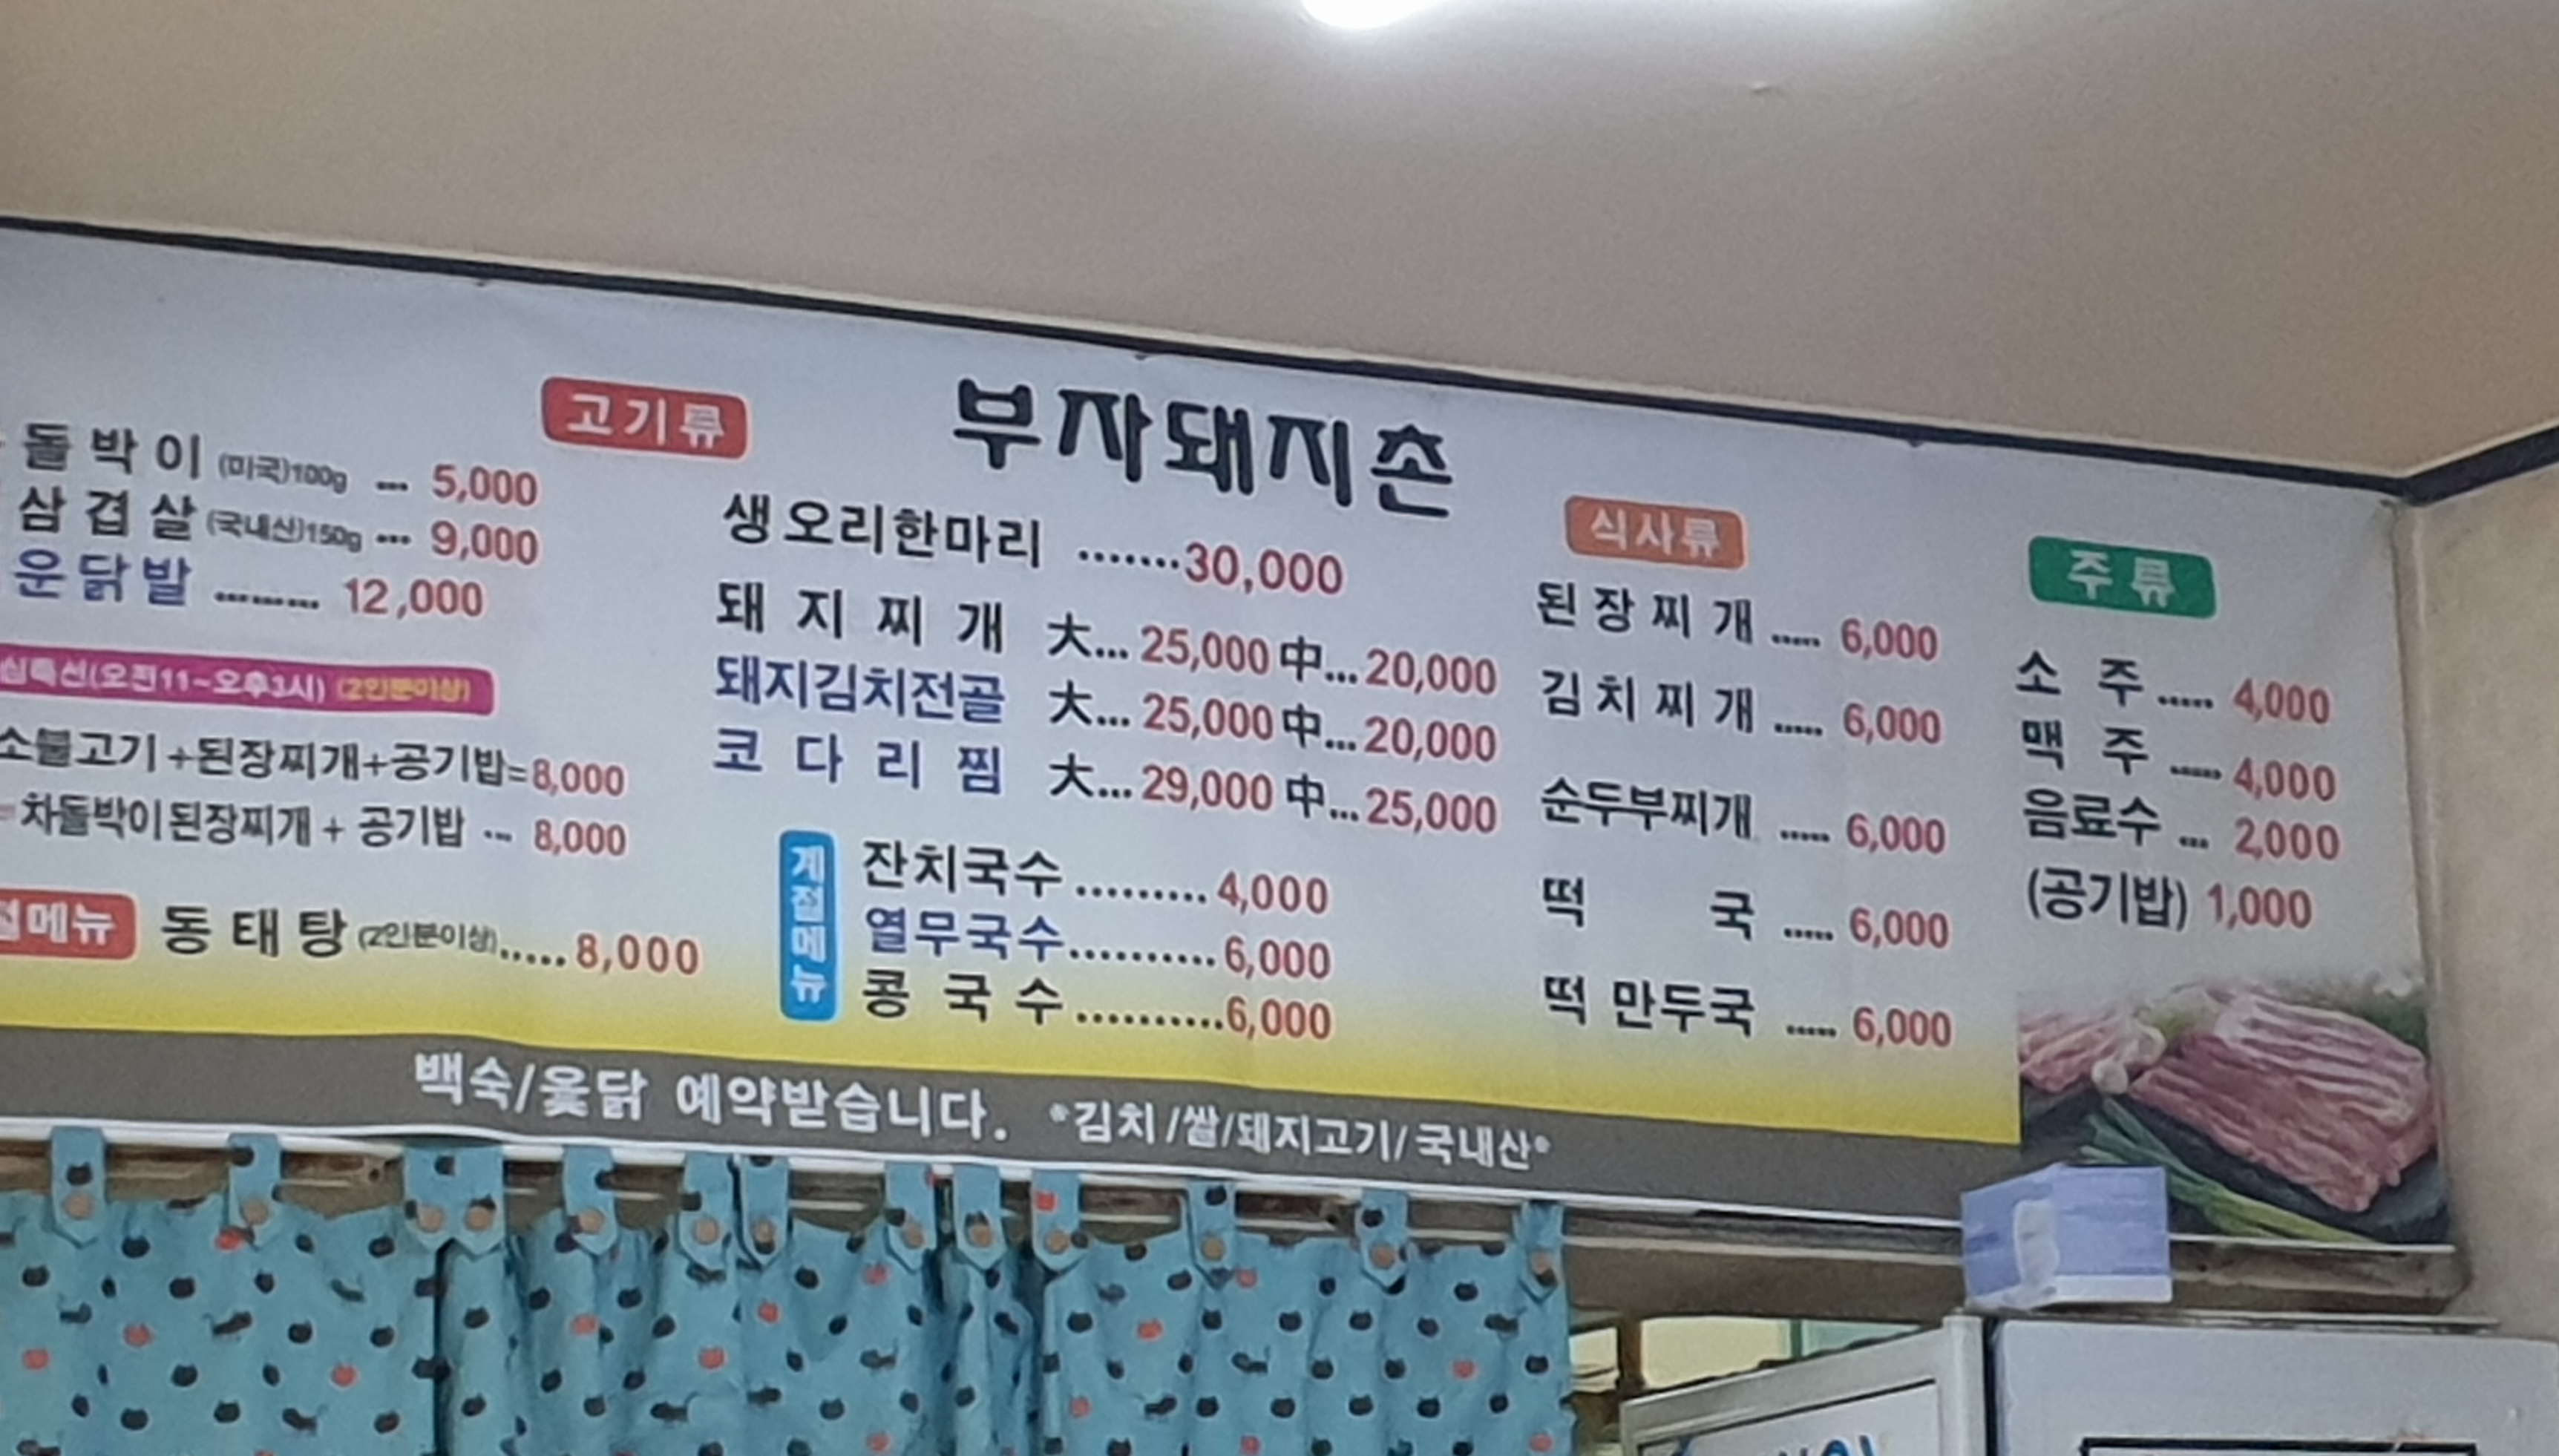 부자돼지촌
고기류
돌박이 (미국)100g ... 5,000
삼겹살 (국내산)150g ... 9,000
운닭발 ......... 12,000
심특선(오전11~오후3시) (2인분이상)
소불고기+된장찌개+공기밥=8,000
차돌박이된장찌개 + 공기밥 ... 8,000
절메뉴 동태탕 (2인분이상)..... 8,000
생오리한마리 .......30,000
돼지찌개 大... 25,000 中... 20,000
돼지김치전골 大... 25,000 中... 20,000
코다리찜 大... 29,000 中... 25,000
계절메뉴
잔치국수 ......... 4,000
열무국수.......... 6,000
콩국수 ..........6,000
식사류
된장찌개 ..... 6,000
김치찌개 ..... 6,000
순두부찌개 ..... 6,000
떡국 ..... 6,000
떡만두국 ..... 6,000
주류
소주 ..... 4,000
맥주 ..... 4,000
음료수 ... 2,000
(공기밥) 1,000
백숙/옻닭 예약받습니다. *김치/쌀/돼지고기/국내산*